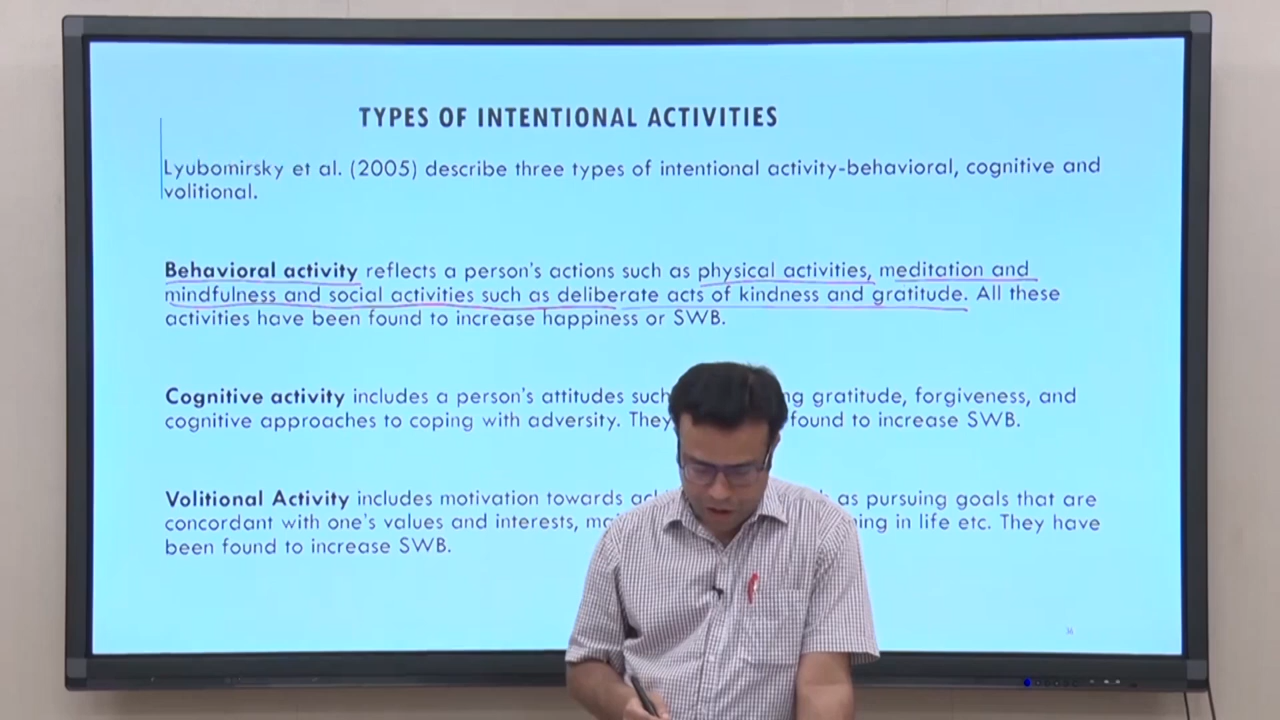 TYPES OF INTENTIONAL ACTIVITIES
Lyubomirsky et al. (2005) describe three types of intentional activity-behavioral, cognitive and
volitional.
Behavioral activity reflects a person's actions such as physical activities, meditation and
mindfulness and social activities such as deliberate acts of kindness and gratitude. All these
activities have been found to increase happiness or SWB.
Cognitive activity includes a person's attitudes such gratitude, forgiveness, and
cognitive approaches to coping with adversity. They found to increase SWB.
Volitional Activity includes motivation towards as pursuing goals that are
concordant with one's values and interests, in life etc. They have
been found to increase SWB.
36